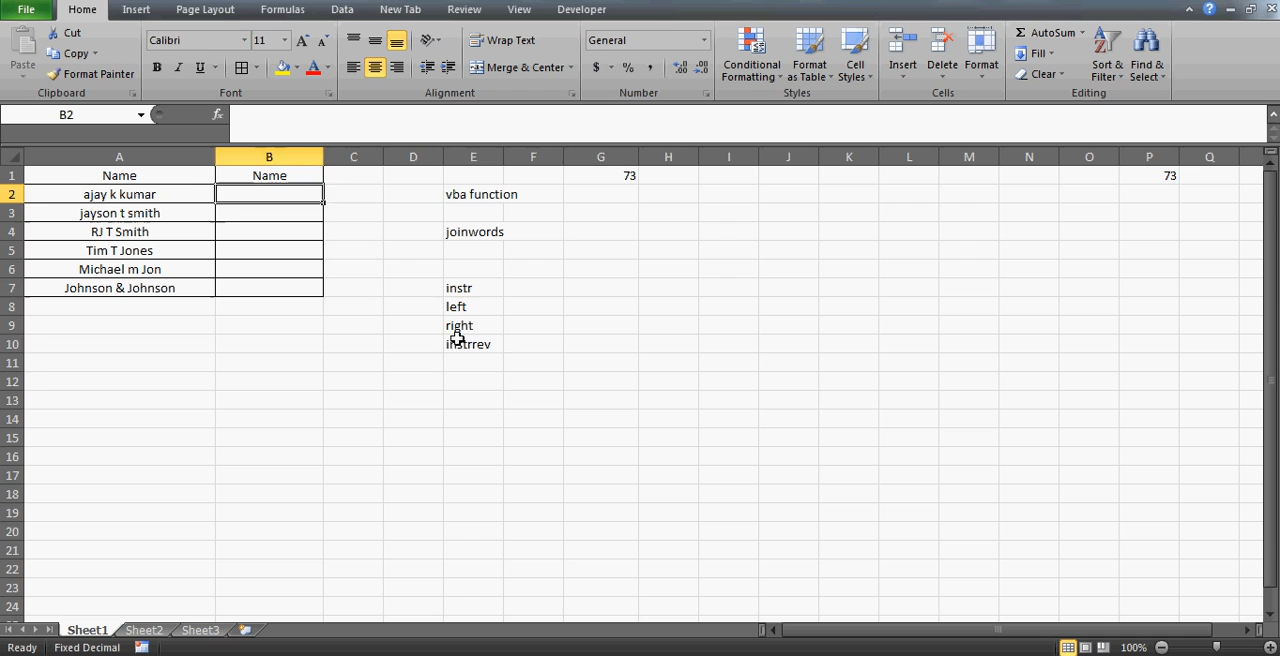 File Home Insert Page Layout Formulas Data New Tab Review View Developer
Paste Cut Copy Format Painter Clipboard
Calibri 11 A A B I U A Font
Wrap Text Merge & Center Alignment
General $ % , .0 .00 .00 .0 Number
Conditional Formatting Format as Table Cell Styles Styles
Insert Delete Format Cells
Σ AutoSum Fill Clear Sort & Filter Find & Select Editing
B2 fx
A B C D E F G H I J K L M N O P Q
1 Name Name 73 73
2 ajay k kumar vba function
3 jayson t smith
4 RJ T Smith joinwords
5 Tim T Jones
6 Michael m Jon
7 Johnson & Johnson instr
8 left
9 right
10 instrrev
11
12
13
14
15
16
17
18
19
20
21
22
23
24
Sheet1 Sheet2 Sheet3
Ready Fixed Decimal 100%